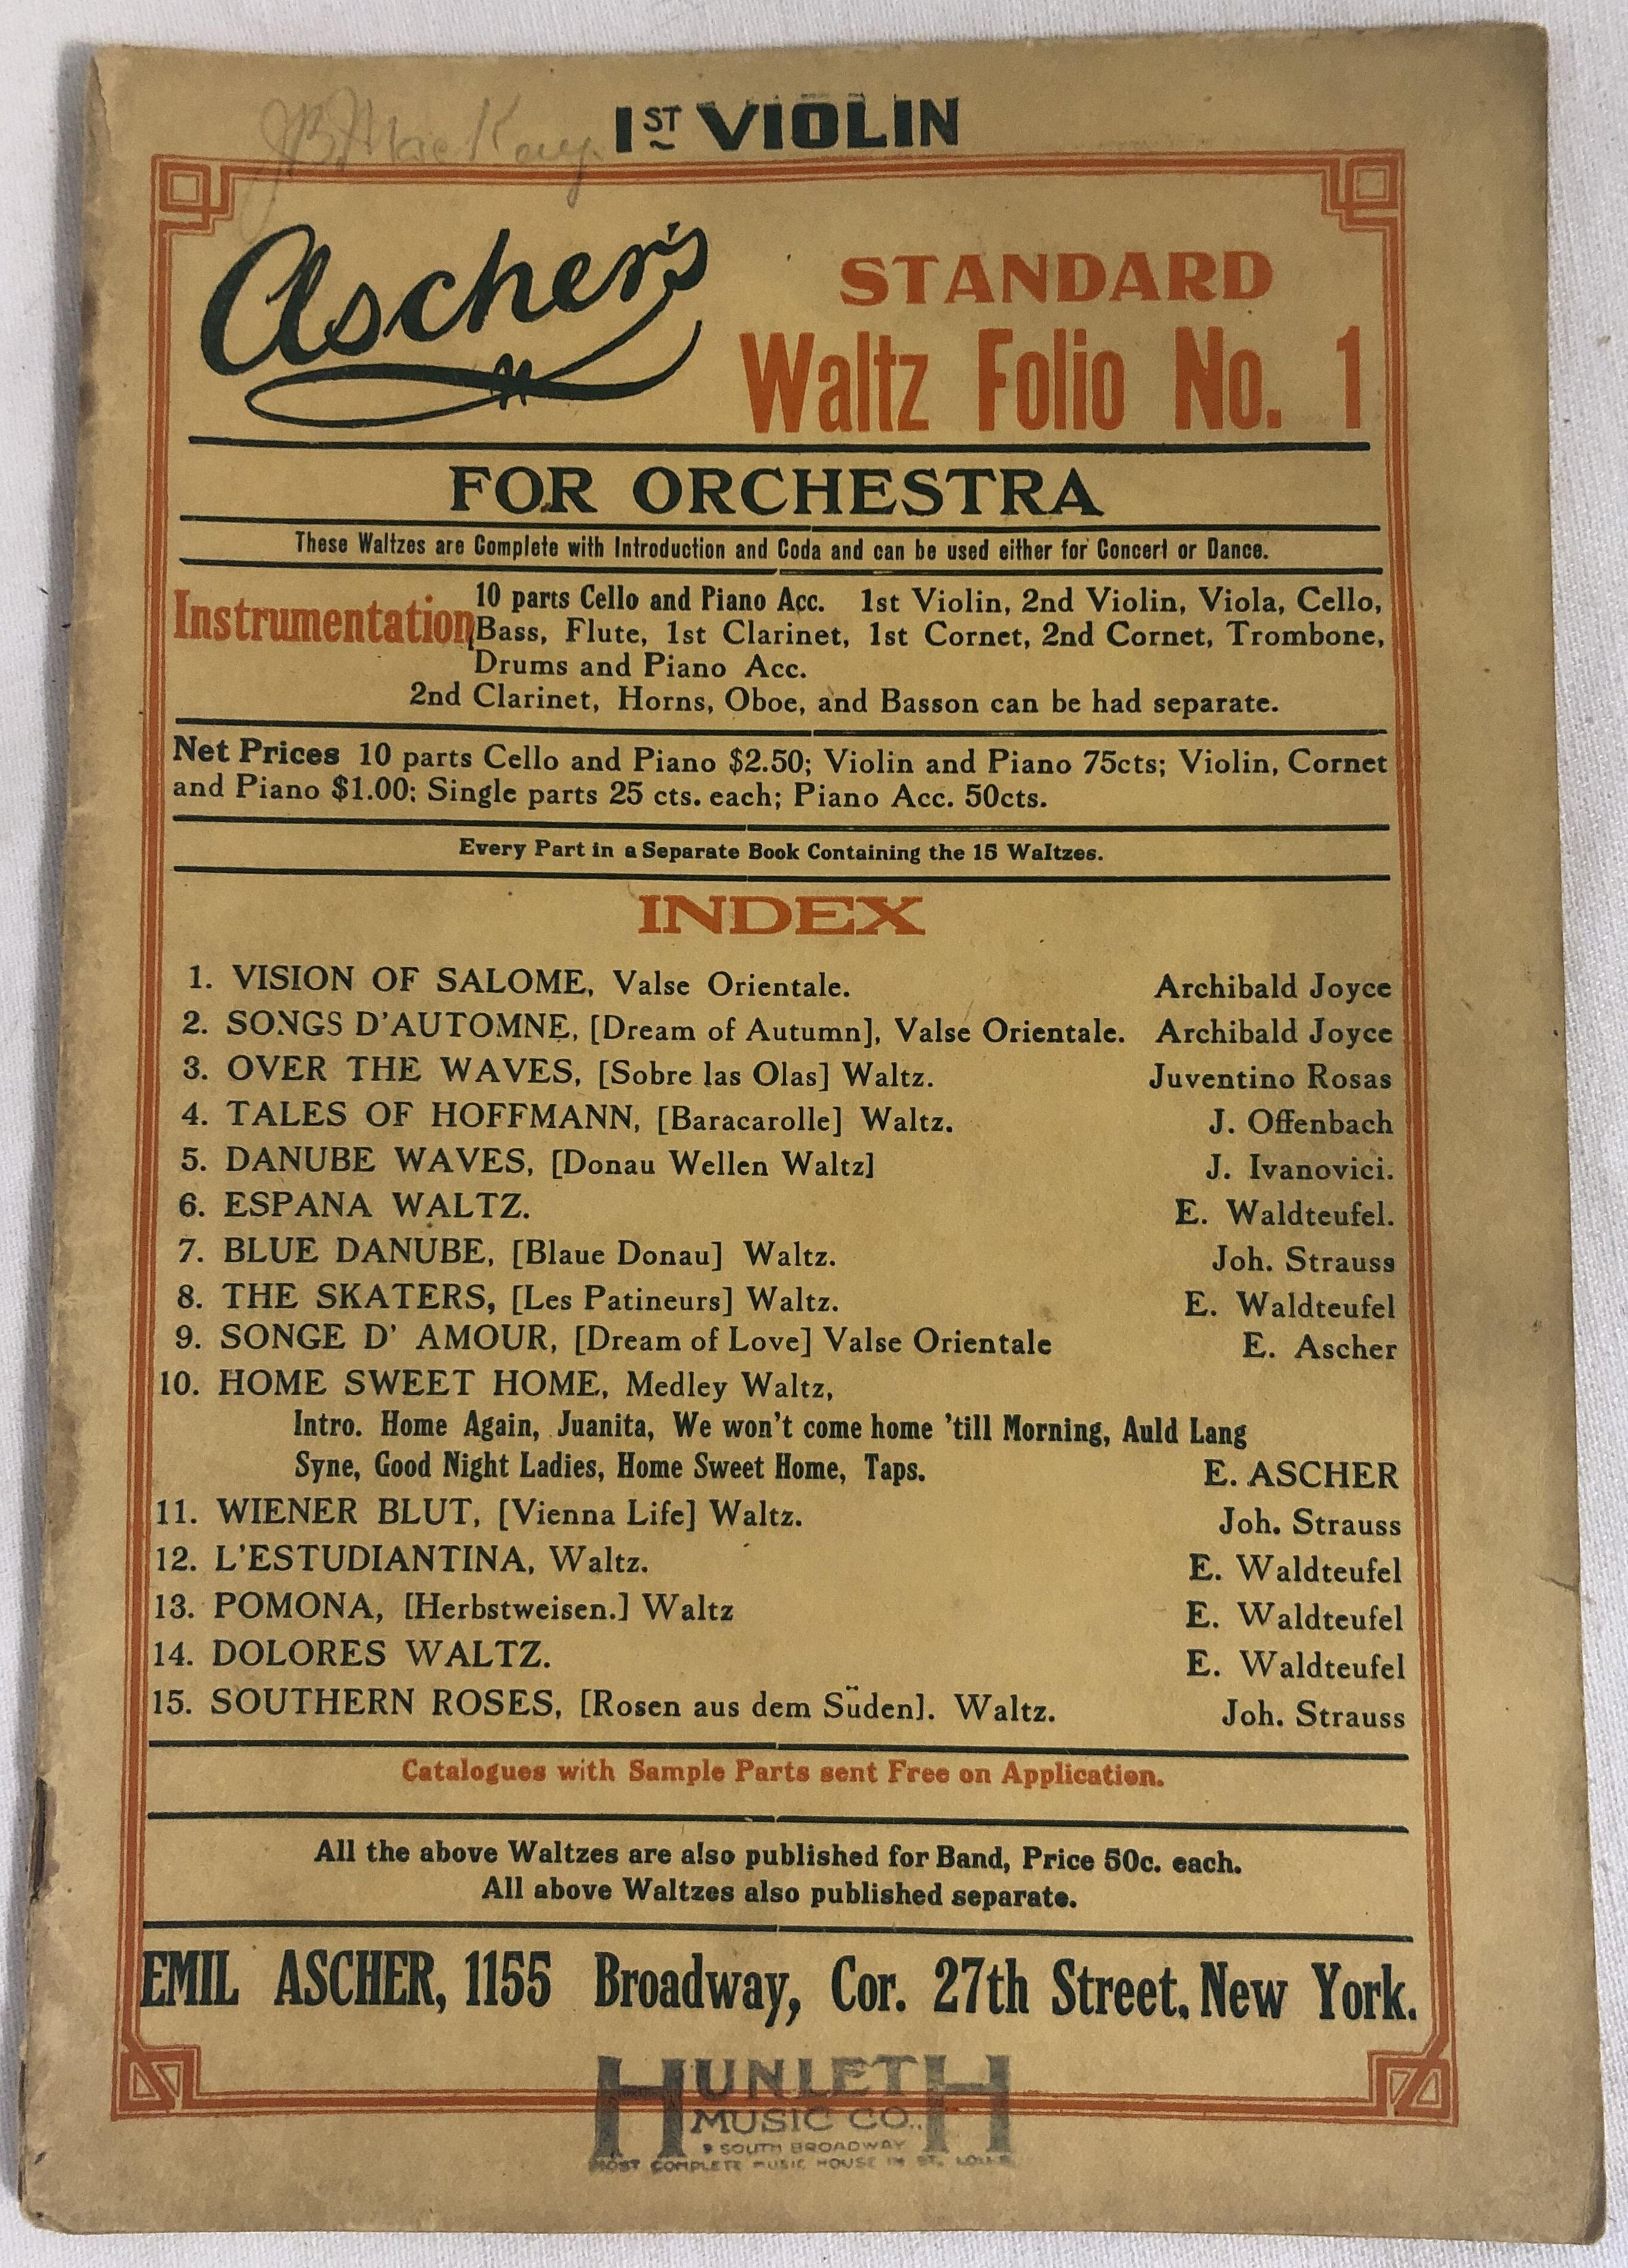 J B MacKay.
1ST VIOLIN
Ascher's
STANDARD
Waltz Folio No. 1
FOR ORCHESTRA
These Waltzes are Complete with Introduction and Coda and can be used either for Concert or Dance.
Instrumentation 10 parts Cello and Piano Acc. 1st Violin, 2nd Violin, Viola, Cello,
Bass, Flute, 1st Clarinet, 1st Cornet, 2nd Cornet, Trombone,
Drums and Piano Acc.
2nd Clarinet, Horns, Oboe, and Basson can be had separate.
Net Prices 10 parts Cello and Piano $2.50; Violin and Piano 75cts; Violin, Cornet
and Piano $1.00: Single parts 25 cts. each; Piano Acc. 50cts.
Every Part in a Separate Book Containing the 15 Waltzes.
INDEX
1. VISION OF SALOME, Valse Orientale. Archibald Joyce
2. SONGS D'AUTOMNE, [Dream of Autumn], Valse Orientale. Archibald Joyce
3. OVER THE WAVES, [Sobre las Olas] Waltz. Juventino Rosas
4. TALES OF HOFFMANN, [Baracarolle] Waltz. J. Offenbach
5. DANUBE WAVES, [Donau Wellen Waltz] J. Ivanovici.
6. ESPANA WALTZ. E. Waldteufel.
7. BLUE DANUBE, [Blaue Donau] Waltz. Joh. Strauss
8. THE SKATERS, [Les Patineurs] Waltz. E. Waldteufel
9. SONGE D' AMOUR, [Dream of Love] Valse Orientale E. Ascher
10. HOME SWEET HOME, Medley Waltz,
Intro. Home Again, Juanita, We won't come home 'till Morning, Auld Lang
Syne, Good Night Ladies, Home Sweet Home, Taps. E. ASCHER
11. WIENER BLUT, [Vienna Life] Waltz. Joh. Strauss
12. L'ESTUDIANTINA, Waltz. E. Waldteufel
13. POMONA, [Herbstweisen.] Waltz E. Waldteufel
14. DOLORES WALTZ. E. Waldteufel
15. SOUTHERN ROSES, [Rosen aus dem Süden]. Waltz. Joh. Strauss
Catalogues with Sample Parts sent Free on Application.
All the above Waltzes are also published for Band, Price 50c. each.
All above Waltzes also published separate.
EMIL ASCHER, 1155 Broadway, Cor. 27th Street, New York.
HUNLETH
MUSIC CO.,
9 SOUTH BROADWAY
MOST COMPLETE MUSIC HOUSE IN ST. LOUIS